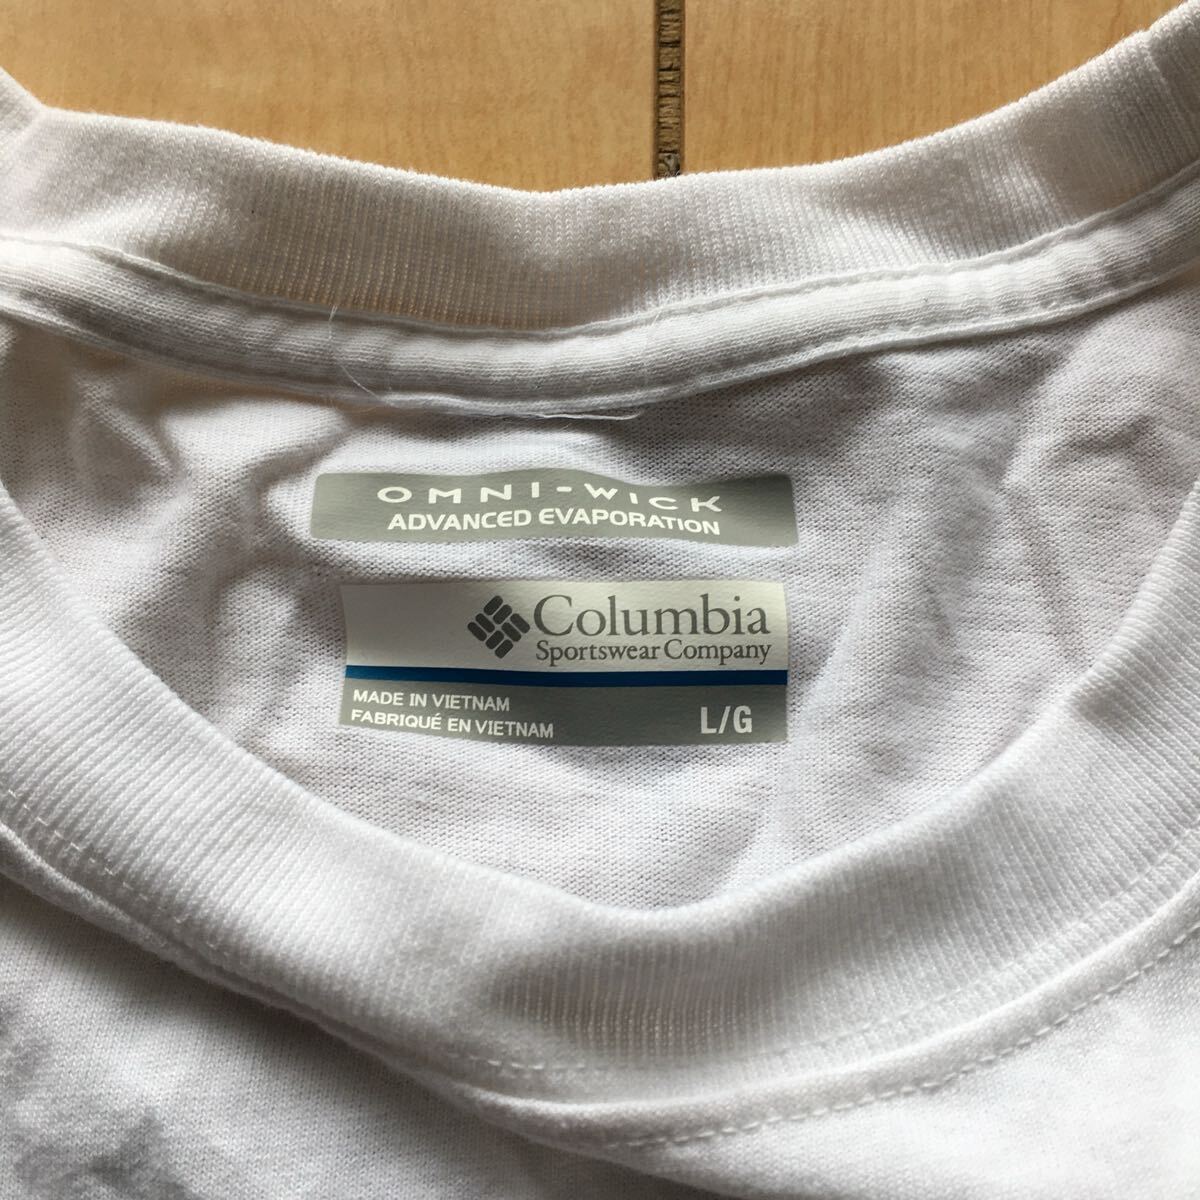 OMNI-WICK
ADVANCED EVAPORATION
Columbia
Sportswear Company
MADE IN VIETNAM
FABRIQUÉ EN VIETNAM
L/G